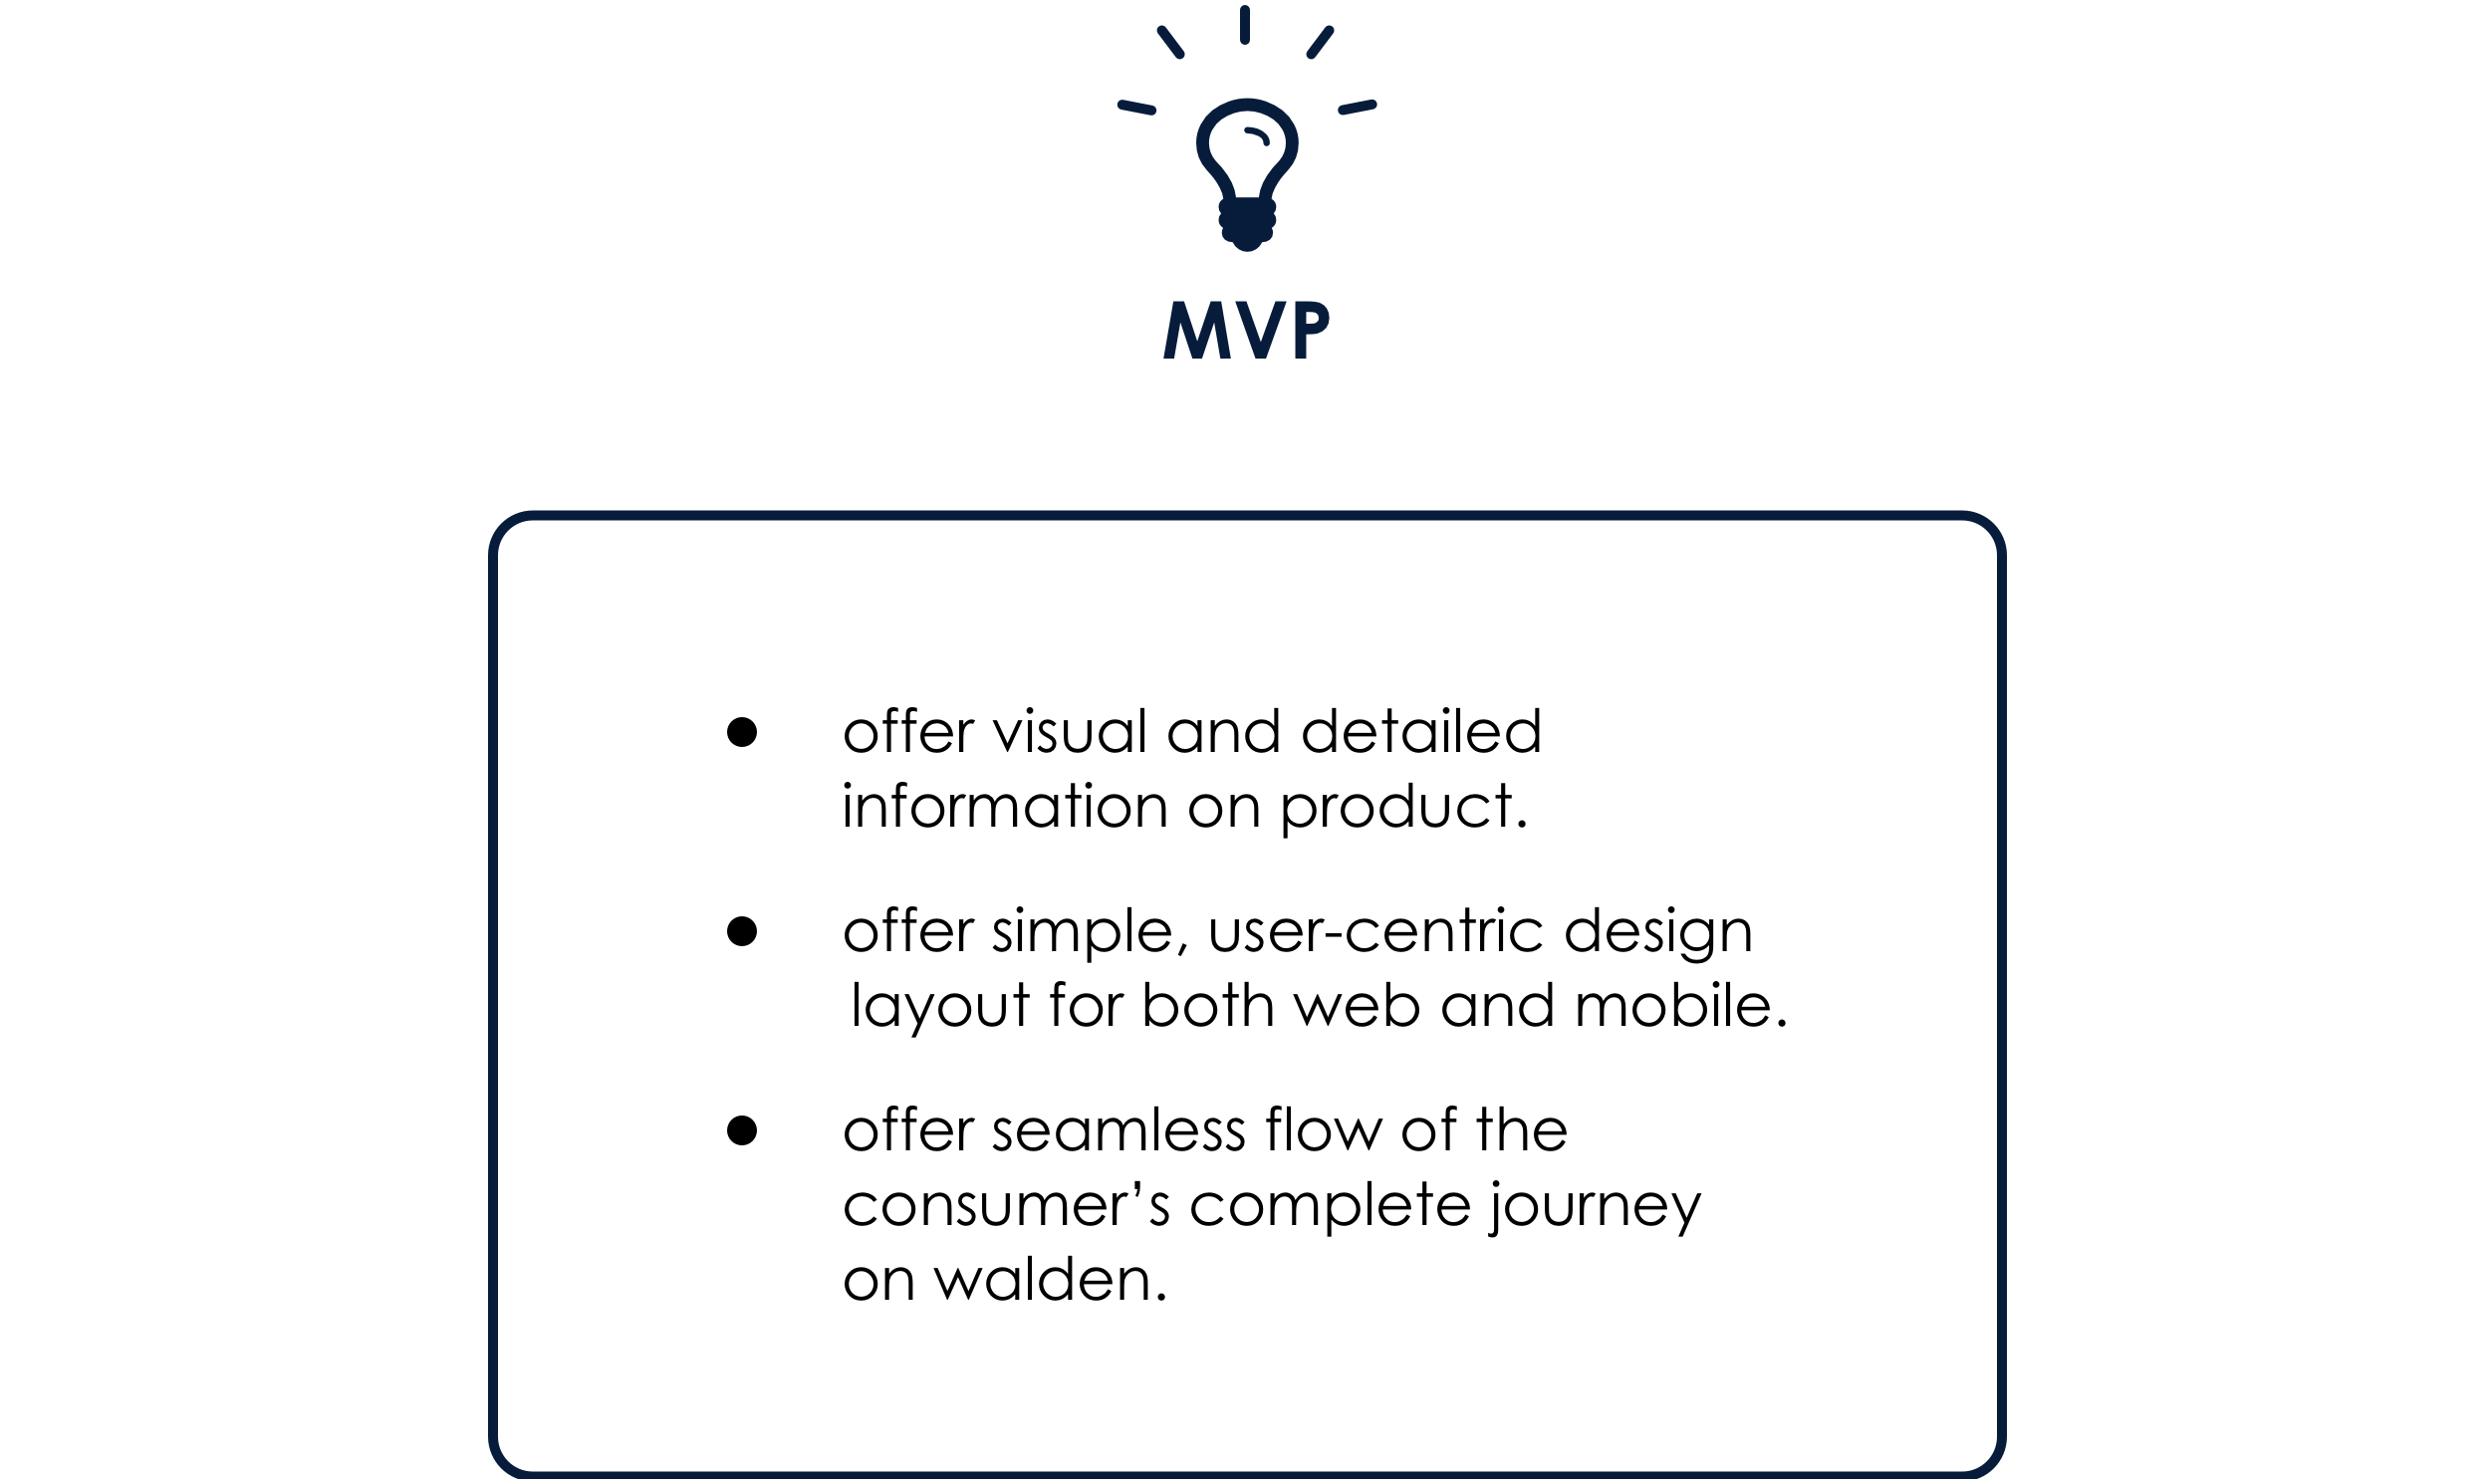 MVP
● offer visual and detailed
information on product.
● offer simple, user-centric design
layout for both web and mobile.
● offer seamless flow of the
consumer's complete journey
on walden.